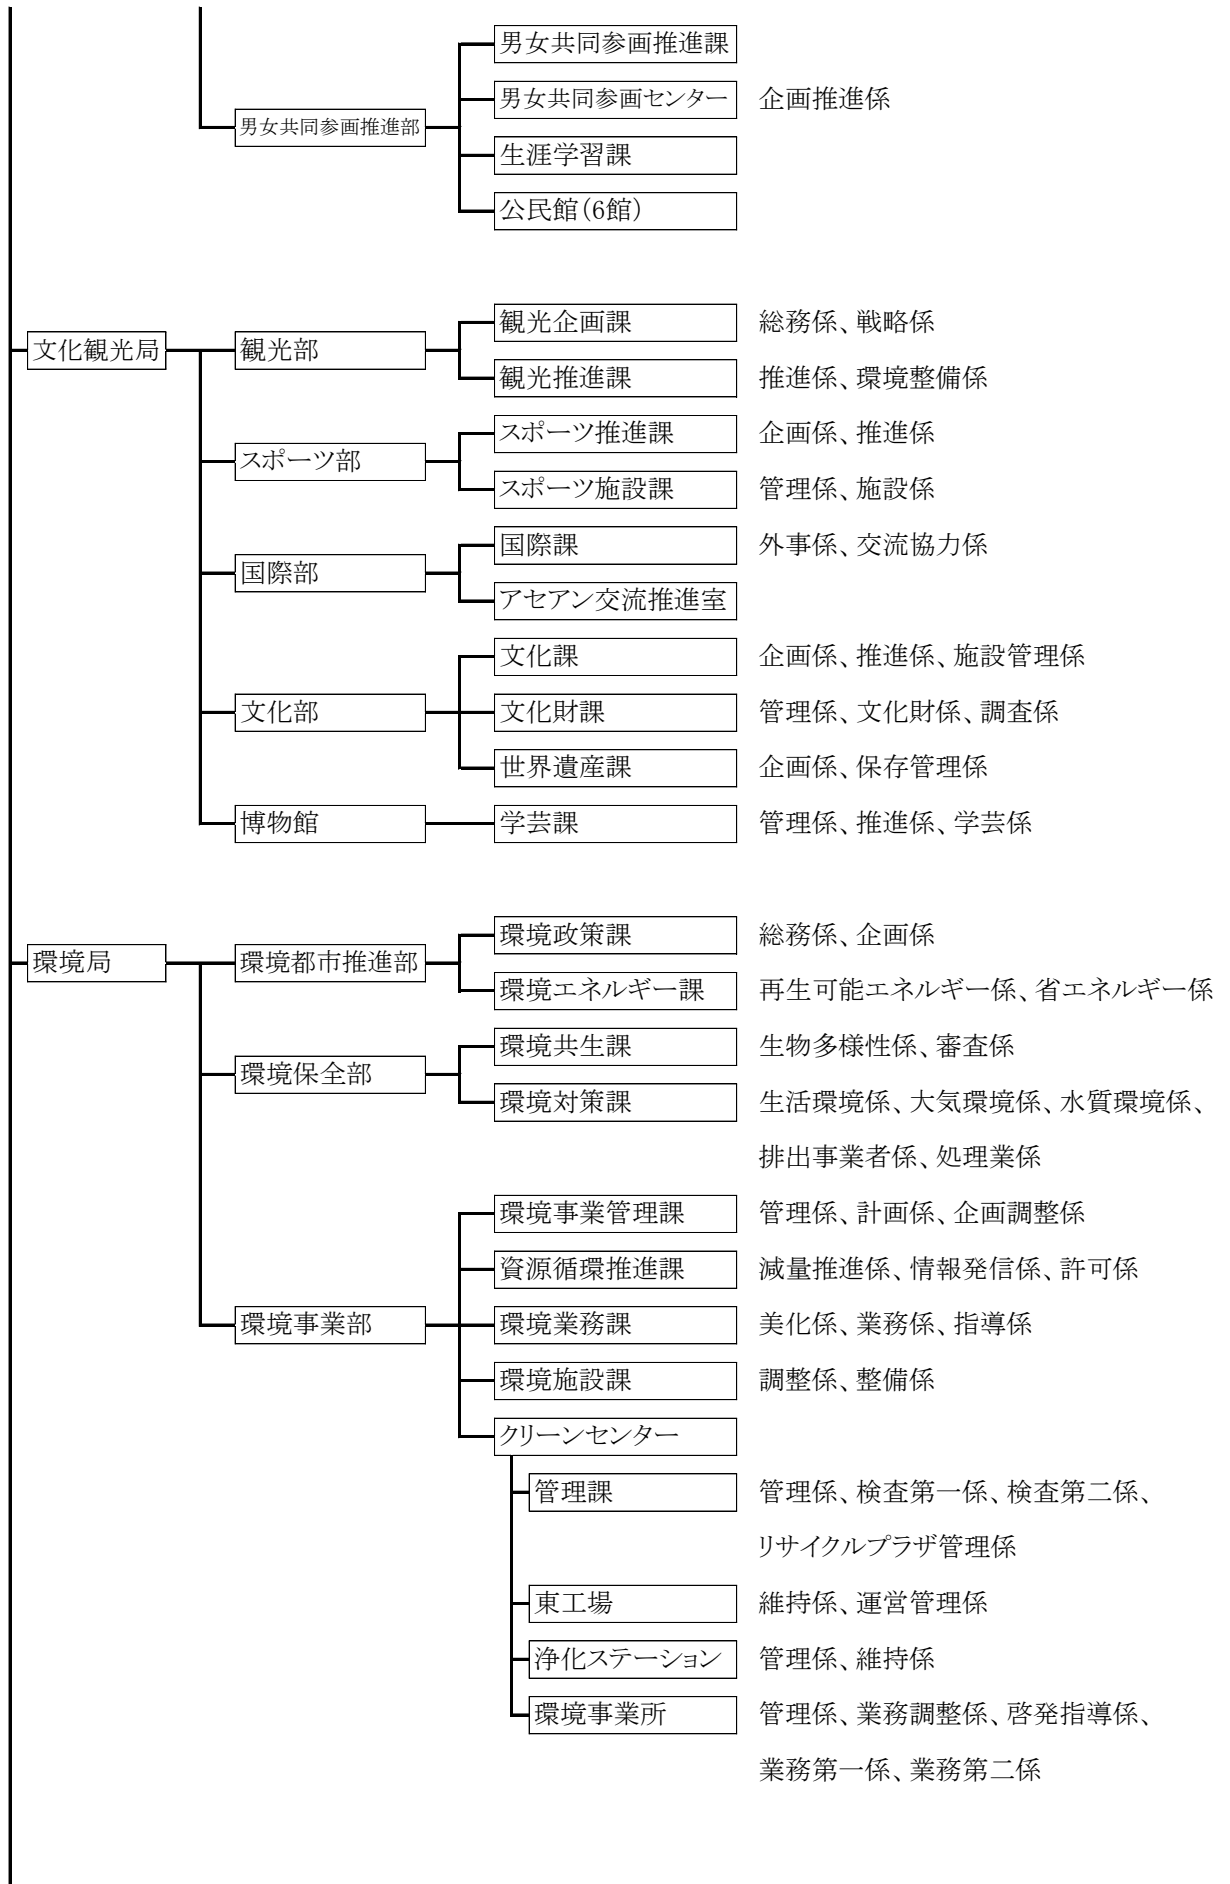 男女共同参画推進課
男女共同参画センター 企画推進係
男女共同参画推進部
生涯学習課
公民館(6館)
観光企画課 総務係、戦略係
文化観光局 観光部
観光推進課 推進係、環境整備係
スポーツ推進課 企画係、推進係
スポーツ部
スポーツ施設課 管理係、施設係
国際課 外事係、交流協力係
国際部
アセアン交流推進室
文化課 企画係、推進係、施設管理係
文化部 文化財課 管理係、文化財係、調査係
世界遺産課 企画係、保存管理係
博物館 学芸課 管理係、推進係、学芸係
環境政策課 総務係、企画係
環境局 環境都市推進部
環境エネルギー課 再生可能エネルギー係、省エネルギー係
環境共生課 生物多様性係、審査係
環境保全部
環境対策課 生活環境係、大気環境係、水質環境係、
排出事業者係、処理業係
環境事業管理課 管理係、計画係、企画調整係
資源循環推進課 減量推進係、情報発信係、許可係
環境事業部 環境業務課 美化係、業務係、指導係
環境施設課 調整係、整備係
クリーンセンター
管理課 管理係、検査第一係、検査第二係、
リサイクルプラザ管理係
東工場 維持係、運営管理係
浄化ステーション 管理係、維持係
環境事業所 管理係、業務調整係、啓発指導係、
業務第一係、業務第二係